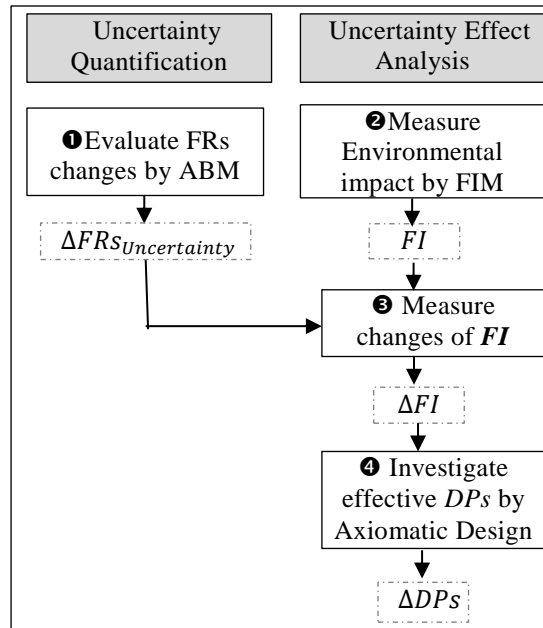 Uncertainty
Quantification
Uncertainty Effect
Analysis
❶Evaluate FRs
changes by ABM
❷Measure
Environmental
impact by FIM
ΔFRs_Uncertainty
FI
❸ Measure
changes of FI
ΔFI
❹ Investigate
effective DPs by
Axiomatic Design
ΔDPs